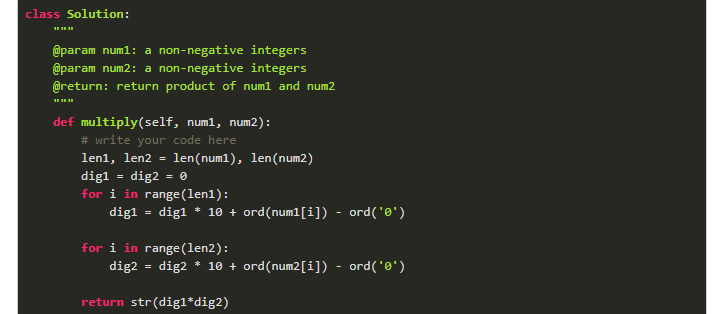 class Solution:
    """
    @param num1: a non-negative integers
    @param num2: a non-negative integers
    @return: return product of num1 and num2
    """
    def multiply(self, num1, num2):
        # write your code here
        len1, len2 = len(num1), len(num2)
        dig1 = dig2 = 0
        for i in range(len1):
            dig1 = dig1 * 10 + ord(num1[i]) - ord('0')
        for i in range(len2):
            dig2 = dig2 * 10 + ord(num2[i]) - ord('0')
        return str(dig1*dig2)